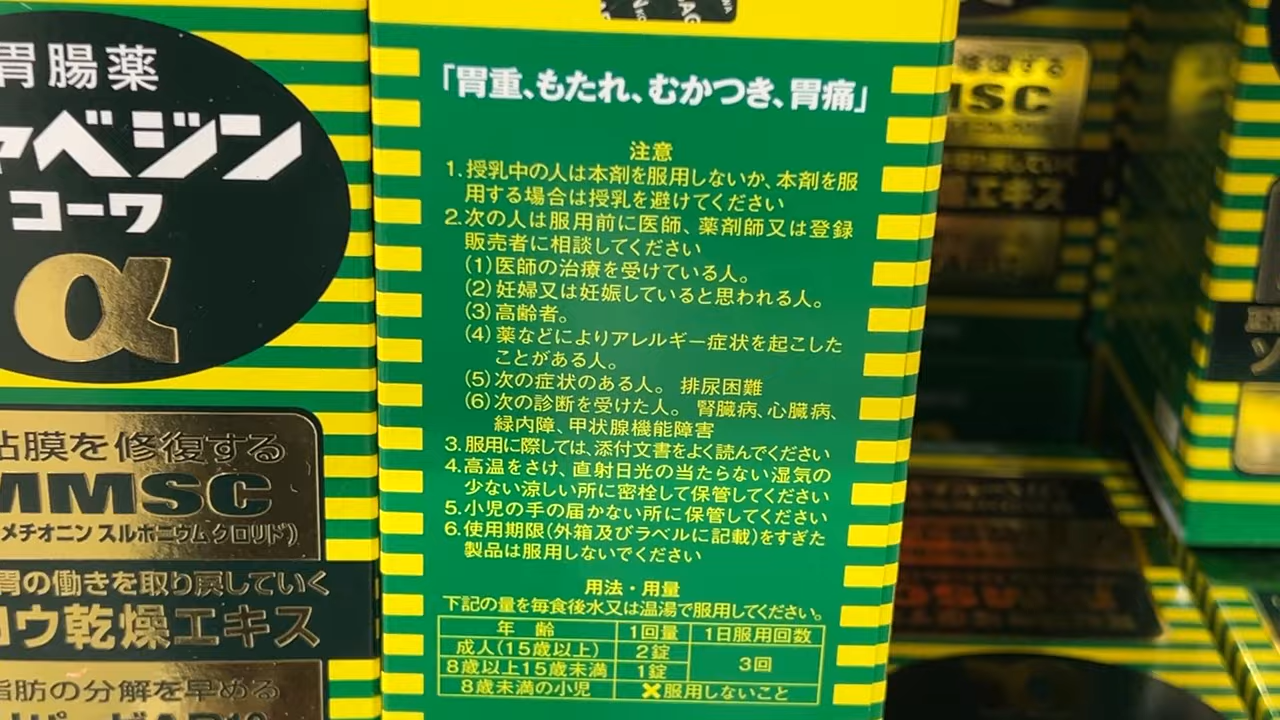 胃腸薬
ャベジン
コーワ
α
粘膜を修復する
MMSC
メチオニン スルホニウム クロリド)
胃の働きを取り戻していく
ウ乾燥エキス
脂肪の分解を早める
「胃重、もたれ、むかつき、胃痛」
注意
1.授乳中の人は本剤を服用しないか、本剤を服
用する場合は授乳を避けてください
2.次の人は服用前に医師、薬剤師又は登録
販売者に相談してください
(1)医師の治療を受けている人。
(2)妊婦又は妊娠していると思われる人。
(3)高齢者。
(4)薬などによりアレルギー症状を起こした
ことがある人。
(5)次の症状のある人。 排尿困難
(6)次の診断を受けた人。 腎臓病、心臓病、
緑内障、甲状腺機能障害
3.服用に際しては、添付文書をよく読んでください
4.高温をさけ、直射日光の当たらない湿気の
少ない涼しい所に密栓して保管してください
5.小児の手の届かない所に保管してください
6.使用期限(外箱及びラベルに記載)をすぎた
製品は服用しないでください
用法・用量
下記の量を毎食後水又は温湯で服用してください。
年 齢 1回量 1日服用回数
成人(15歳以上) 2錠 3回
8歳以上15歳未満 1錠
8歳未満の小児 ✖服用しないこと
修復する
MSC
エキス